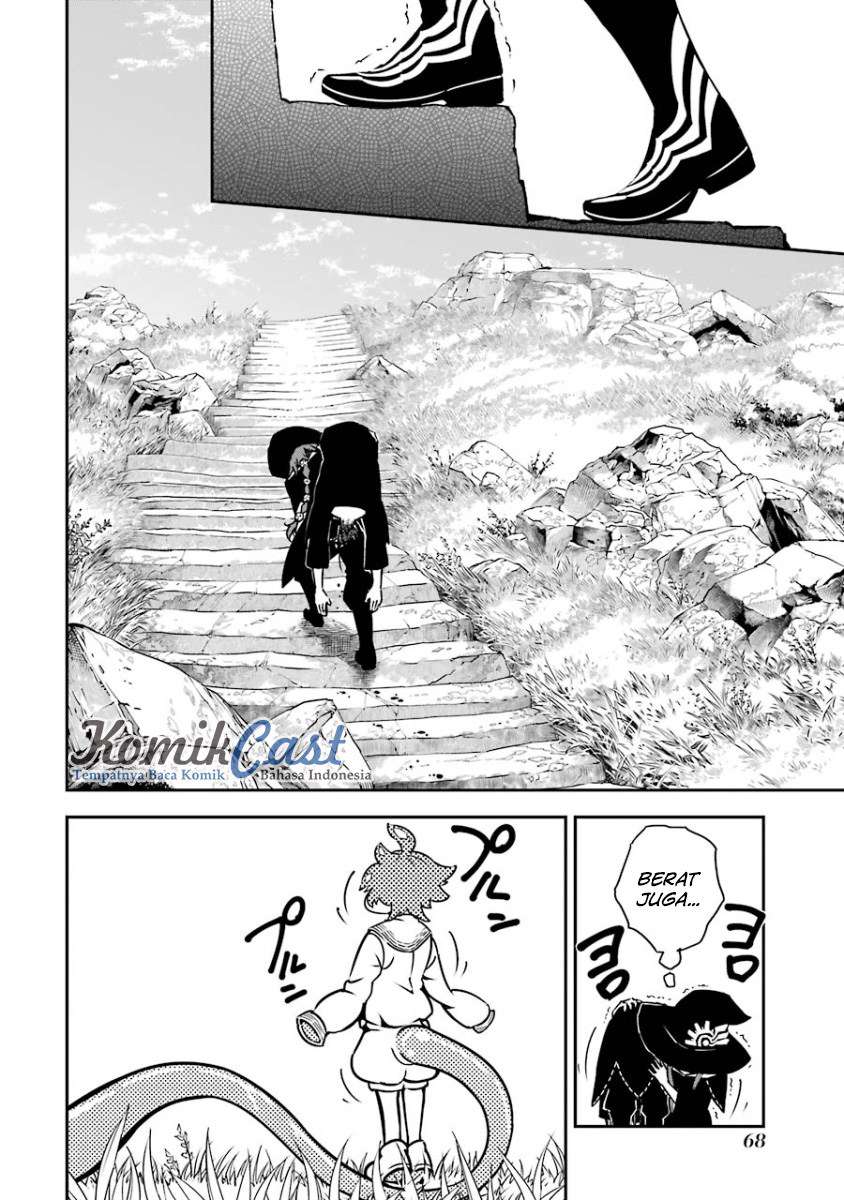 KomikCast
Tempatnya Baca Komik Bahasa Indonesia
BERAT
JUGA...
ヨロ
ヨロ
プルン
プルン
68